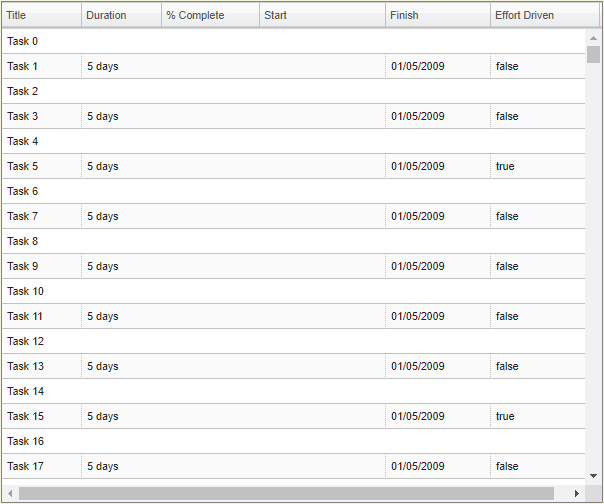 Title Duration % Complete Start Finish Effort Driven
Task 0
Task 1 5 days 01/05/2009 false
Task 2
Task 3 5 days 01/05/2009 false
Task 4
Task 5 5 days 01/05/2009 true
Task 6
Task 7 5 days 01/05/2009 false
Task 8
Task 9 5 days 01/05/2009 false
Task 10
Task 11 5 days 01/05/2009 false
Task 12
Task 13 5 days 01/05/2009 false
Task 14
Task 15 5 days 01/05/2009 true
Task 16
Task 17 5 days 01/05/2009 false